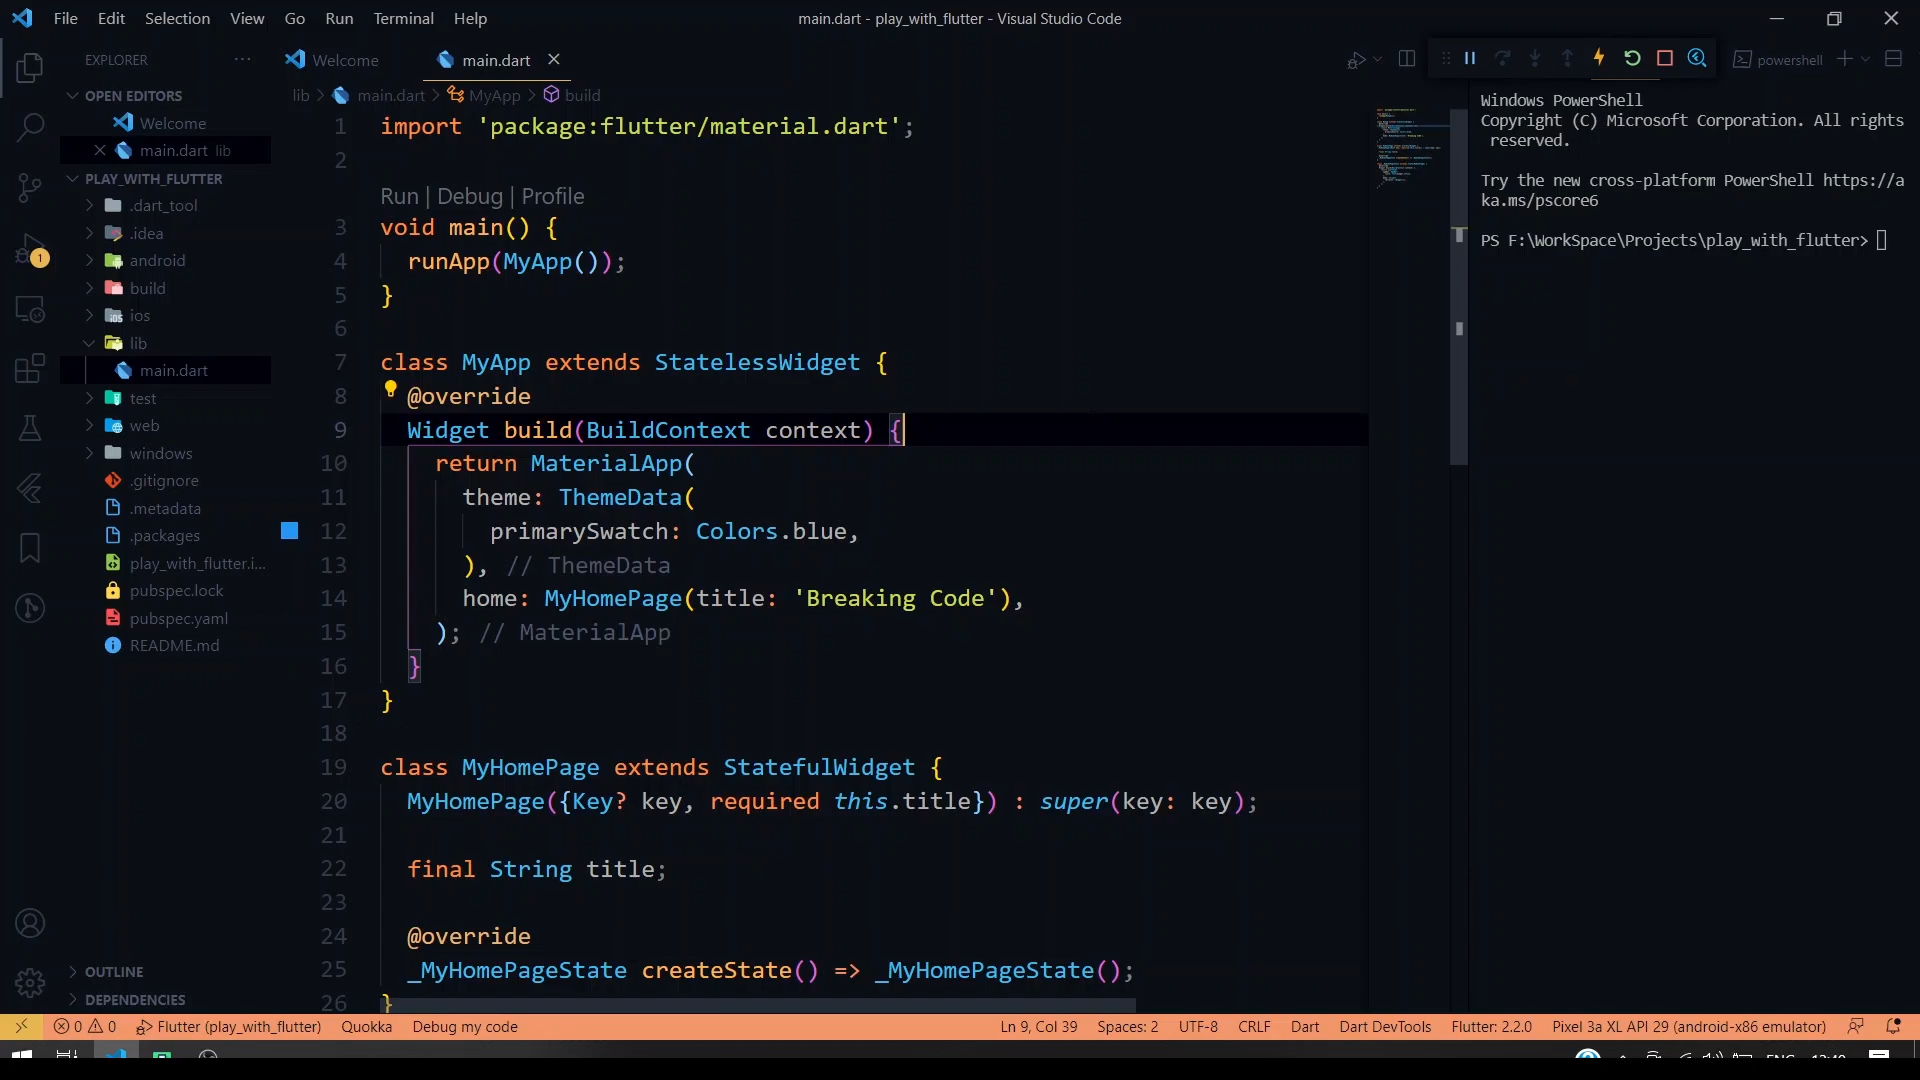 File Edit Selection View Go Run Terminal Help
main.dart - play_with_flutter - Visual Studio Code
EXPLORER
OPEN EDITORS
Welcome
main.dart lib
PLAY_WITH_FLUTTER
.dart_tool
.idea
android
build
ios
lib
main.dart
test
web
windows
.gitignore
.metadata
.packages
play_with_flutter.i...
pubspec.lock
pubspec.yaml
README.md
OUTLINE
DEPENDENCIES
1
Welcome main.dart
lib > main.dart > MyApp > build
1 import 'package:flutter/material.dart';
2
Run | Debug | Profile
3 void main() {
4 runApp(MyApp());
5 }
6
7 class MyApp extends StatelessWidget {
8 @override
9 Widget build(BuildContext context) {
10 return MaterialApp(
11 theme: ThemeData(
12 primarySwatch: Colors.blue,
13 ), // ThemeData
14 home: MyHomePage(title: 'Breaking Code'),
15 ); // MaterialApp
16 }
17 }
18
19 class MyHomePage extends StatefulWidget {
20 MyHomePage({Key? key, required this.title}) : super(key: key);
21
22 final String title;
23
24 @override
25 _MyHomePageState createState() => _MyHomePageState();
26 }
powershell
Windows PowerShell
Copyright (C) Microsoft Corporation. All rights
reserved.
Try the new cross-platform PowerShell https://a
ka.ms/pscore6
PS F:\WorkSpace\Projects\play_with_flutter>
0 0 Flutter (play_with_flutter) Quokka Debug my code
Ln 9, Col 39 Spaces: 2 UTF-8 CRLF Dart Dart DevTools Flutter: 2.2.0 Pixel 3a XL API 29 (android-x86 emulator)